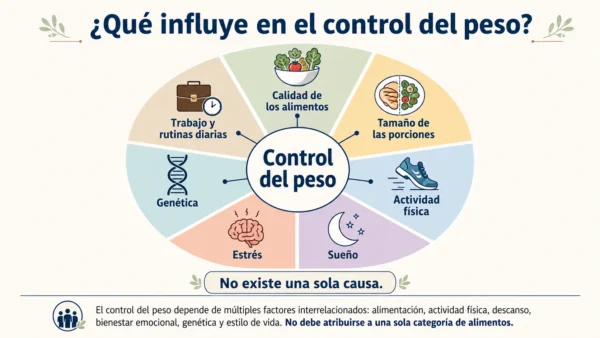 ¿Qué influye en el control del peso?
Calidad de
los alimentos
Trabajo y
rutinas diarias
Tamaño de
las porciones
Control
del peso
Genética
Actividad
física
Estrés
Sueño
No existe una sola causa.
El control del peso depende de múltiples factores interrelacionados: alimentación, actividad física, descanso,
bienestar emocional, genética y estilo de vida. No debe atribuirse a una sola categoría de alimentos.